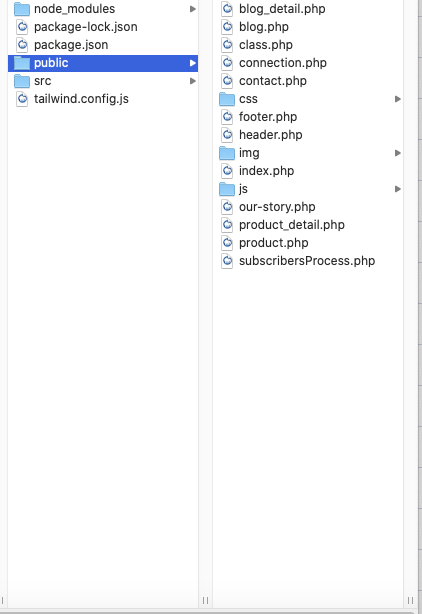 node_modules
package-lock.json
package.json
public
src
tailwind.config.js
blog_detail.php
blog.php
class.php
connection.php
contact.php
css
footer.php
header.php
img
index.php
js
our-story.php
product_detail.php
product.php
subscribersProcess.php